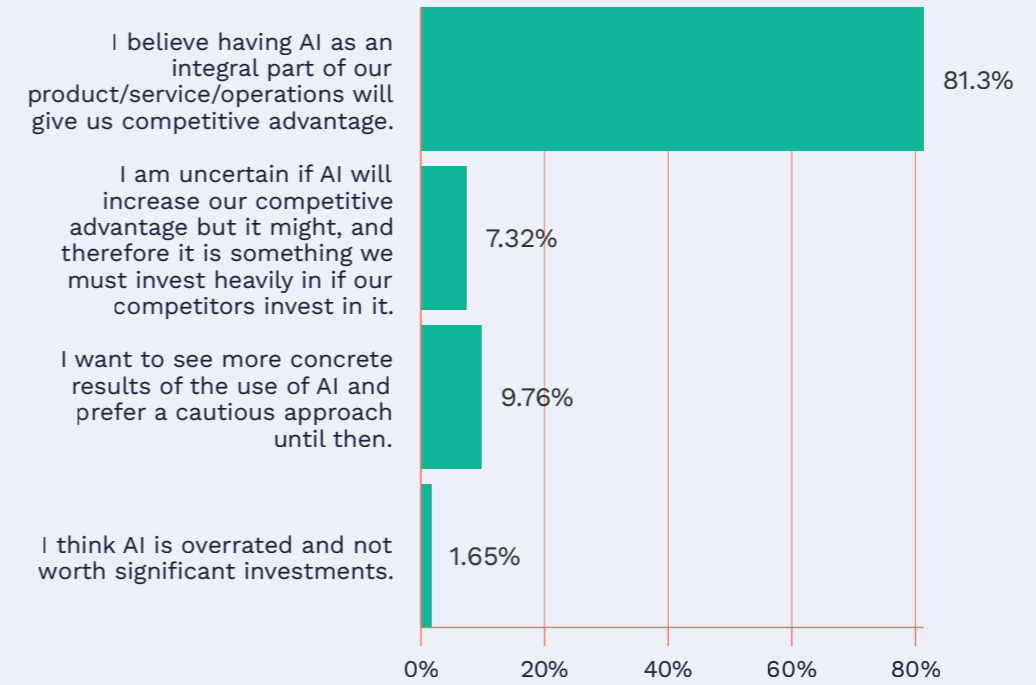 I believe having AI as an
integral part of our
product/service/operations will
give us competitive advantage.
81.3%
I am uncertain if AI will
increase our competitive
advantage but it might, and
therefore it is something we
must invest heavily in if our
competitors invest in it.
7.32%
I want to see more concrete
results of the use of AI and
prefer a cautious approach
until then.
9.76%
I think AI is overrated and not
worth significant investments.
1.65%
0% 20% 40% 60% 80%